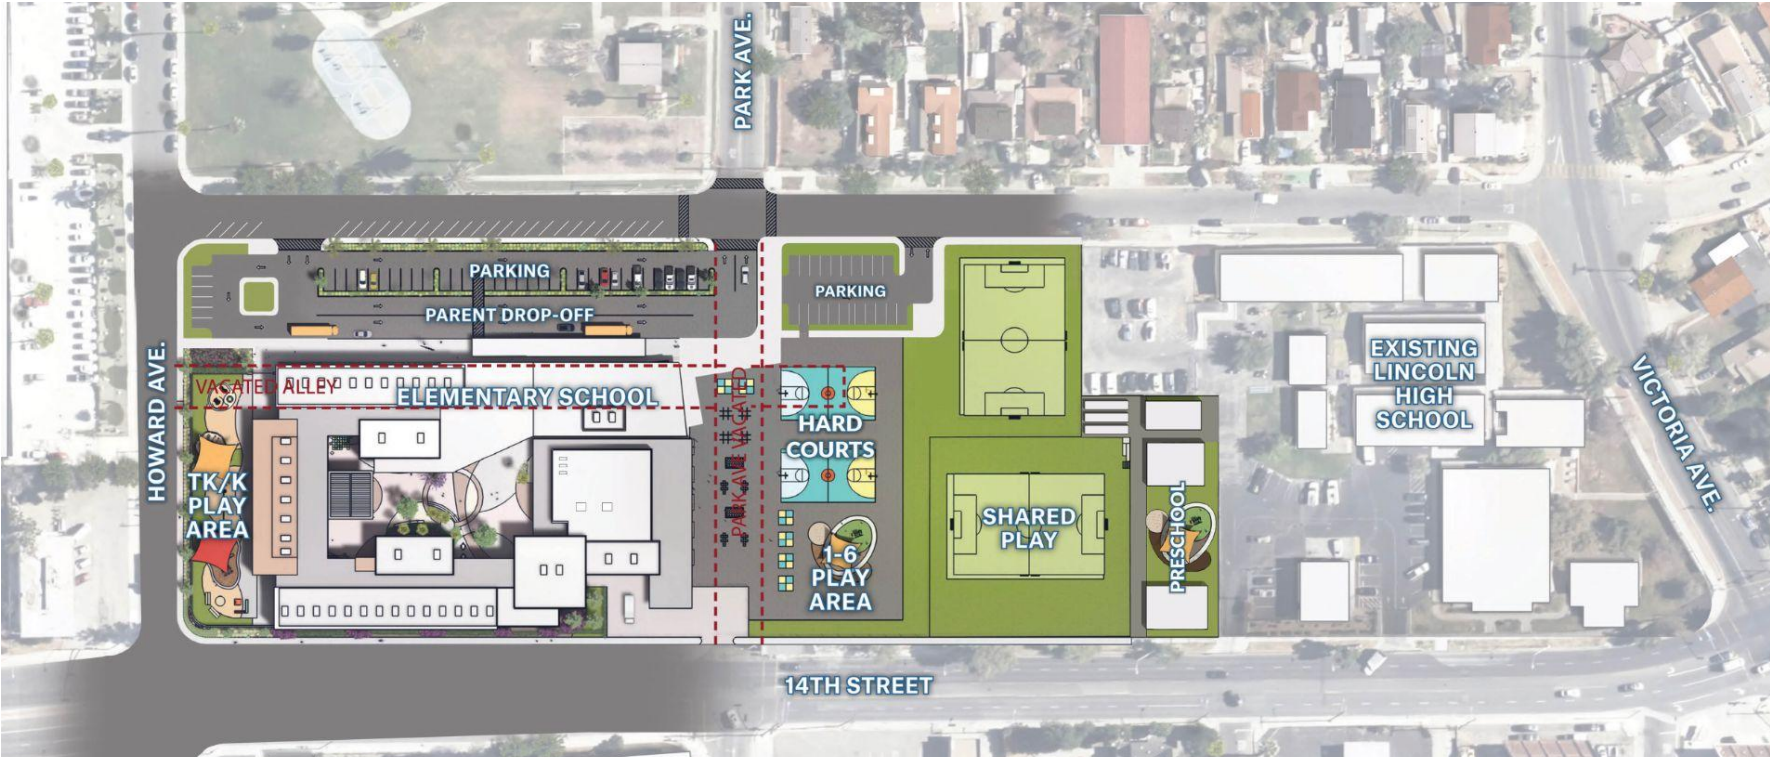 PARK AVE.
PARKING
PARKING
PARENT DROP-OFF
HOWARD AVE.
VACATED ALLEY
ELEMENTARY SCHOOL
PARK AVE VACATED
HARD
COURTS
EXISTING
LINCOLN
HIGH
SCHOOL
VICTORIA AVE.
TK/K
PLAY
AREA
1-6
PLAY
AREA
SHARED
PLAY
PRESCHOOL
14TH STREET